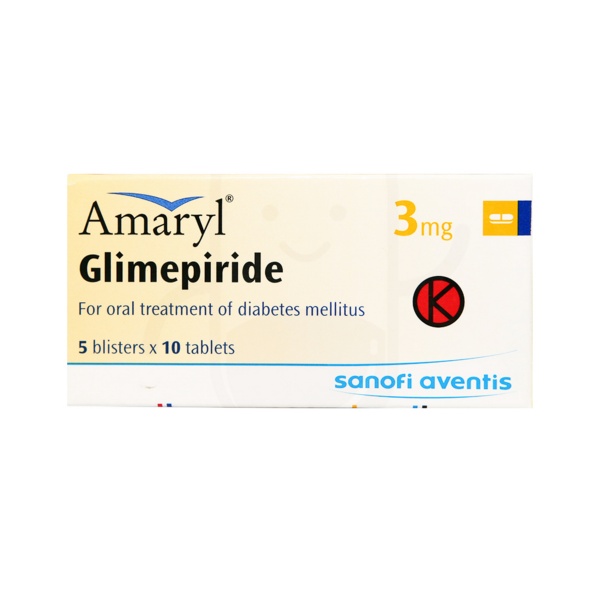 Amaryl®
3mg
Glimepiride
K
For oral treatment of diabetes mellitus
5 blisters x 10 tablets
sanofi aventis